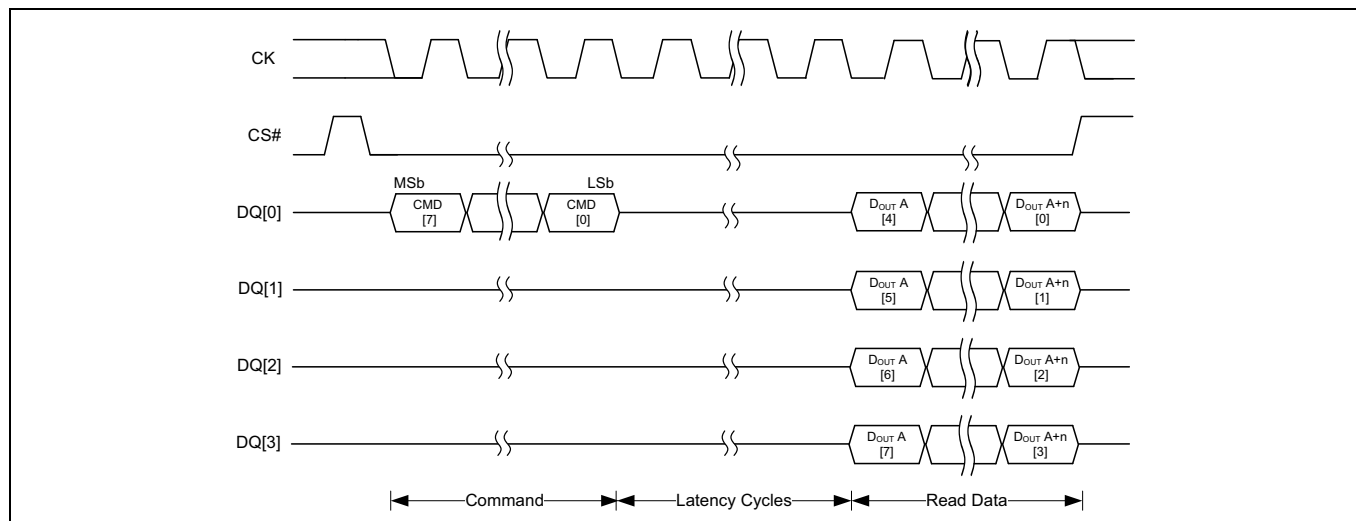 CK
CS#
MSb LSb
DQ[0] CMD [7] CMD [0] DOUT A [4] DOUT A+n [0]
DQ[1] DOUT A [5] DOUT A+n [1]
DQ[2] DOUT A [6] DOUT A+n [2]
DQ[3] DOUT A [7] DOUT A+n [3]
Command Latency Cycles Read Data